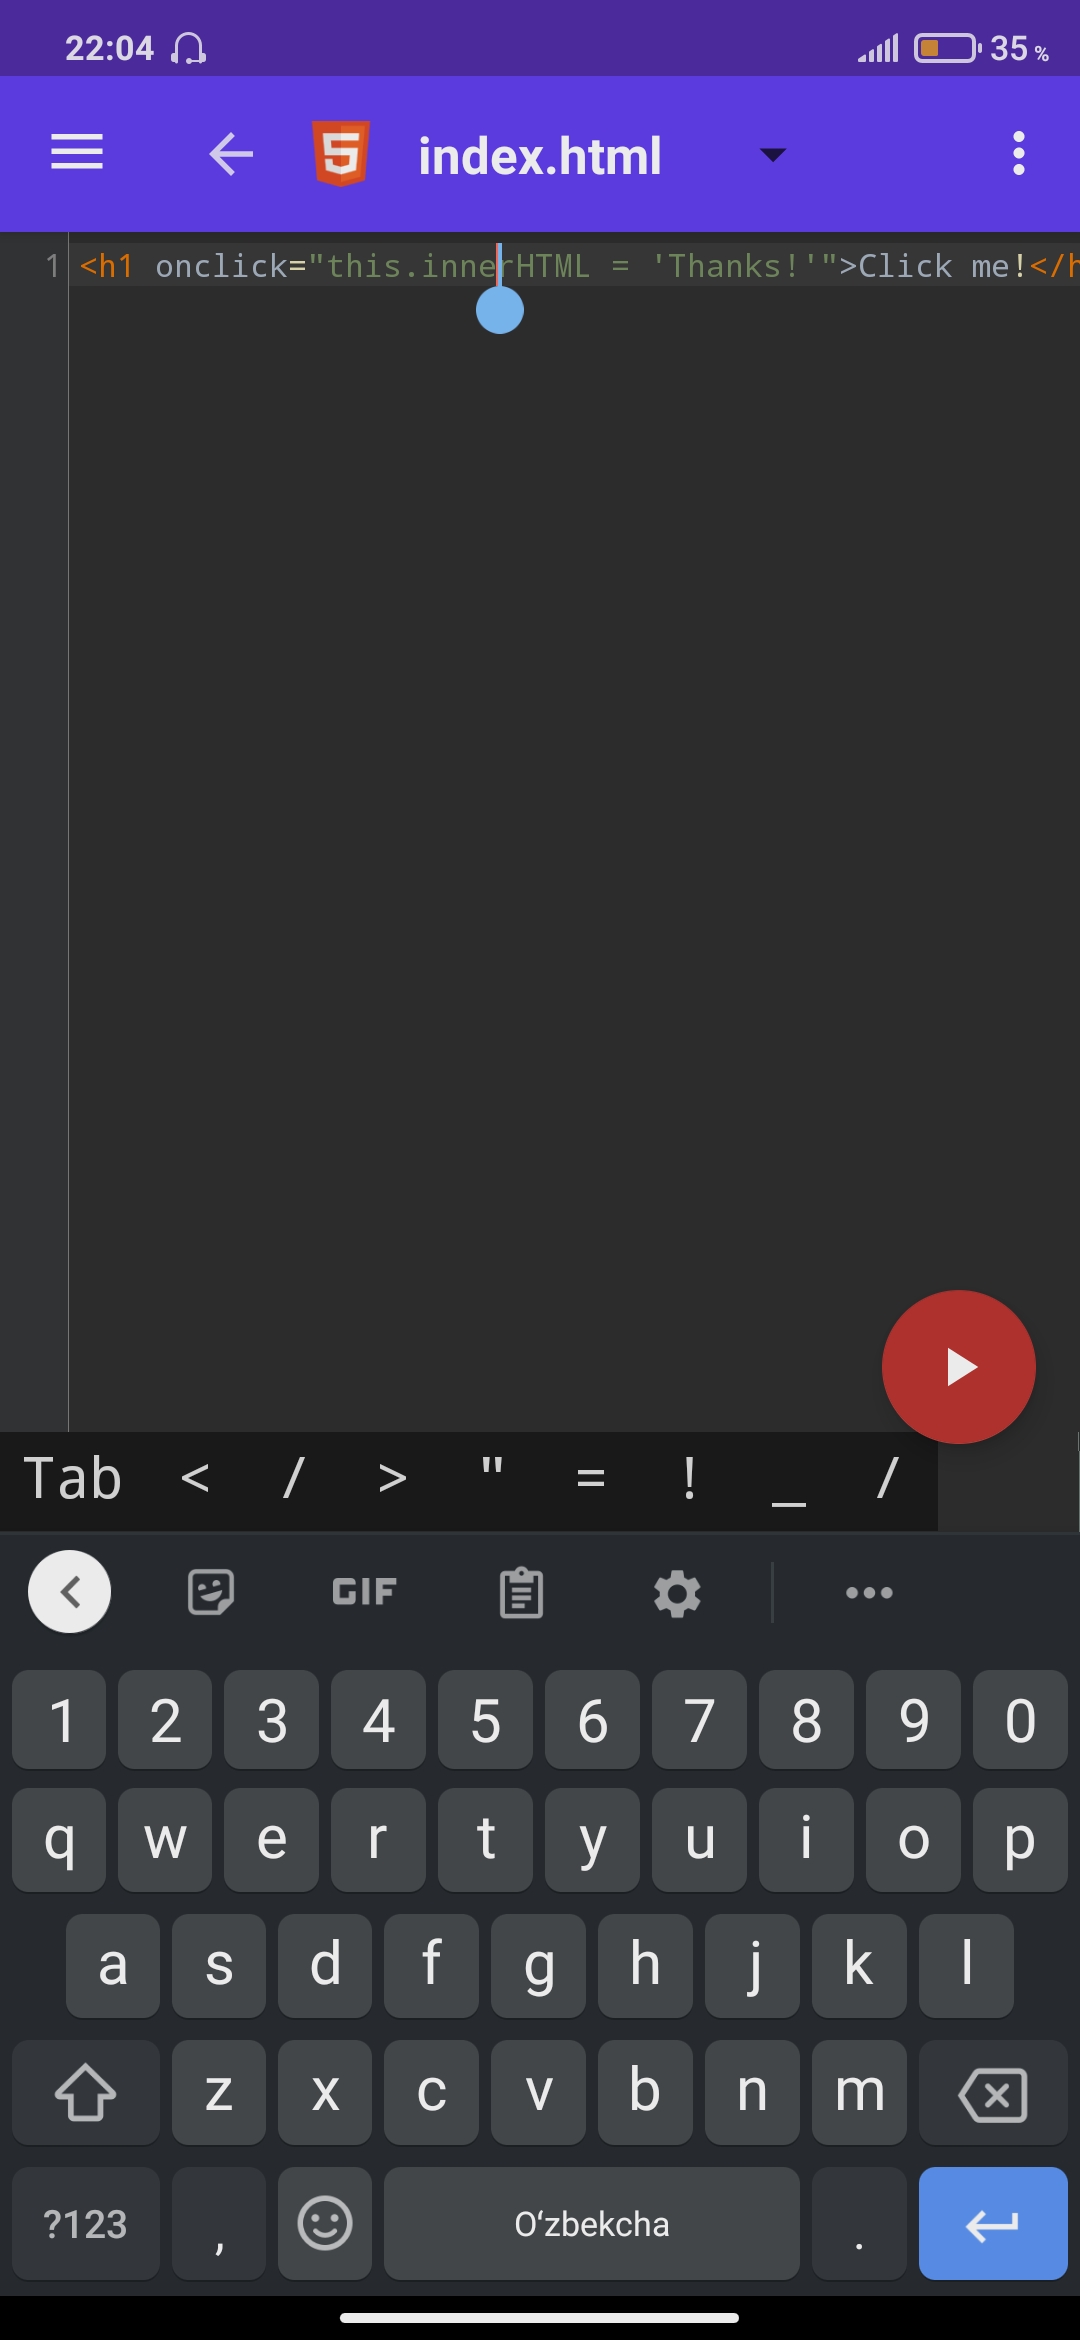 22:04 35 %
index.html
1 <h1 onclick="this.innerHTML = 'Thanks!'">Click me!</h
Tab < / > " = ! _ /
GIF
1 2 3 4 5 6 7 8 9 0
q w e r t y u i o p
a s d f g h j k l
z x c v b n m
?123 , Oʻzbekcha .